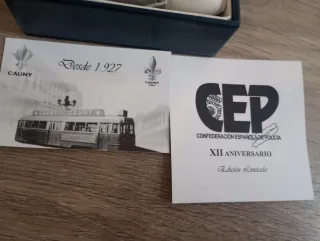 CAUNY
Desde 1.927
CAUNY
CEP
CONFEDERACIÓN ESPAÑOLA DE POLICÍA
XII ANIVERSARIO
Edición Limitada